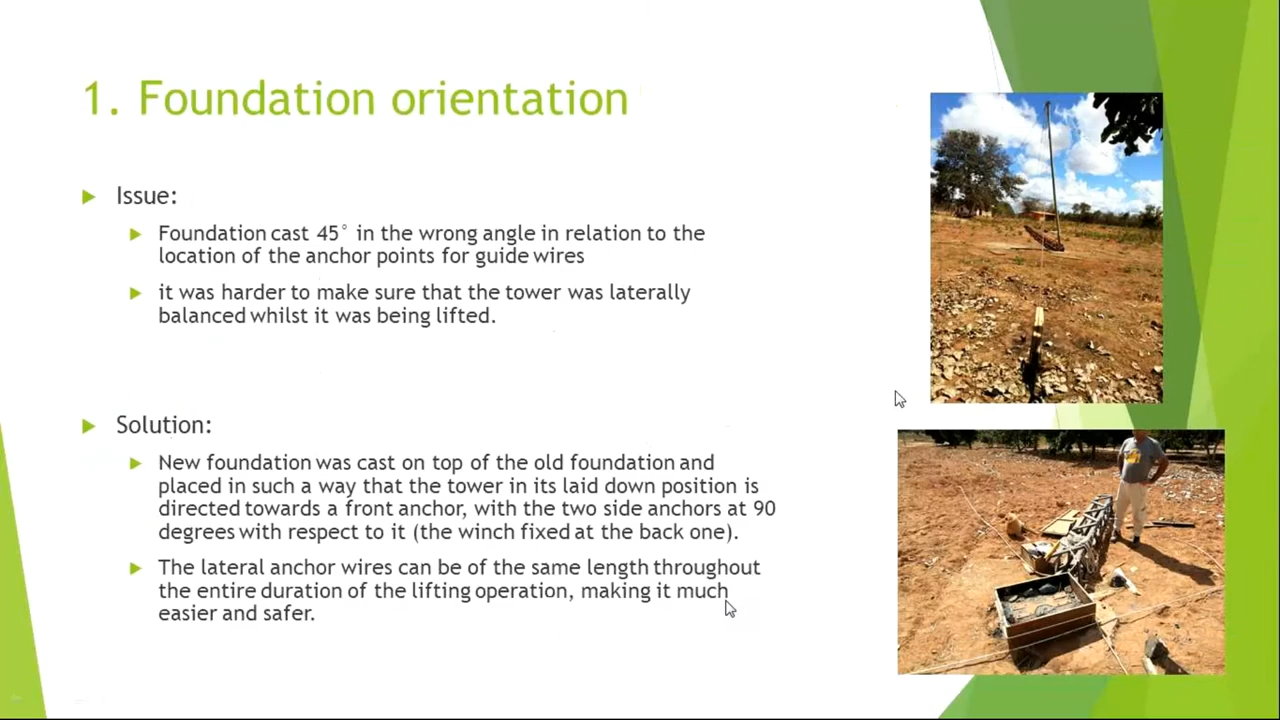 1. Foundation orientation
Issue:
Foundation cast 45° in the wrong angle in relation to the
location of the anchor points for guide wires
it was harder to make sure that the tower was laterally
balanced whilst it was being lifted.
Solution:
New foundation was cast on top of the old foundation and
placed in such a way that the tower in its laid down position is
directed towards a front anchor, with the two side anchors at 90
degrees with respect to it (the winch fixed at the back one).
The lateral anchor wires can be of the same length throughout
the entire duration of the lifting operation, making it much
easier and safer.